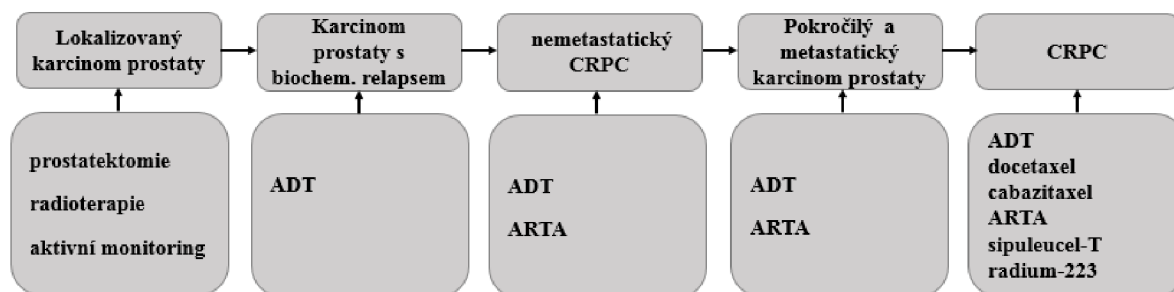 Lokalizovaný
karcinom prostaty
Karcinom
prostaty s
biochem. relapsem
nemetastatický
CRPC
Pokročilý a
metastatický
karcinom prostaty
CRPC
prostatektomie
radioterapie
aktivní monitoring
ADT
ADT
ARTA
ADT
ARTA
ADT
docetaxel
cabazitaxel
ARTA
sipuleucel-T
radium-223